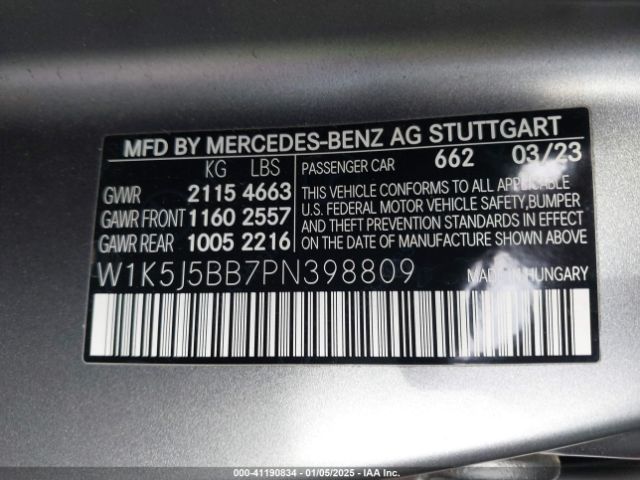 MFD BY MERCEDES-BENZ AG STUTTGART
KG LBS PASSENGER CAR 662 03/23
GVWR 2115 4663 THIS VEHICLE CONFORMS TO ALL APPLICABLE
GAWR FRONT 1160 2557 U.S. FEDERAL MOTOR VEHICLE SAFETY,BUMPER
GAWR REAR 1005 2216 AND THEFT PREVENTION STANDARDS IN EFFECT
ON THE DATE OF MANUFACTURE SHOWN ABOVE
W1K5J5BB7PN398809 MADE IN HUNGARY
000-41190834 | 01/05/2025 | IAA Inc.